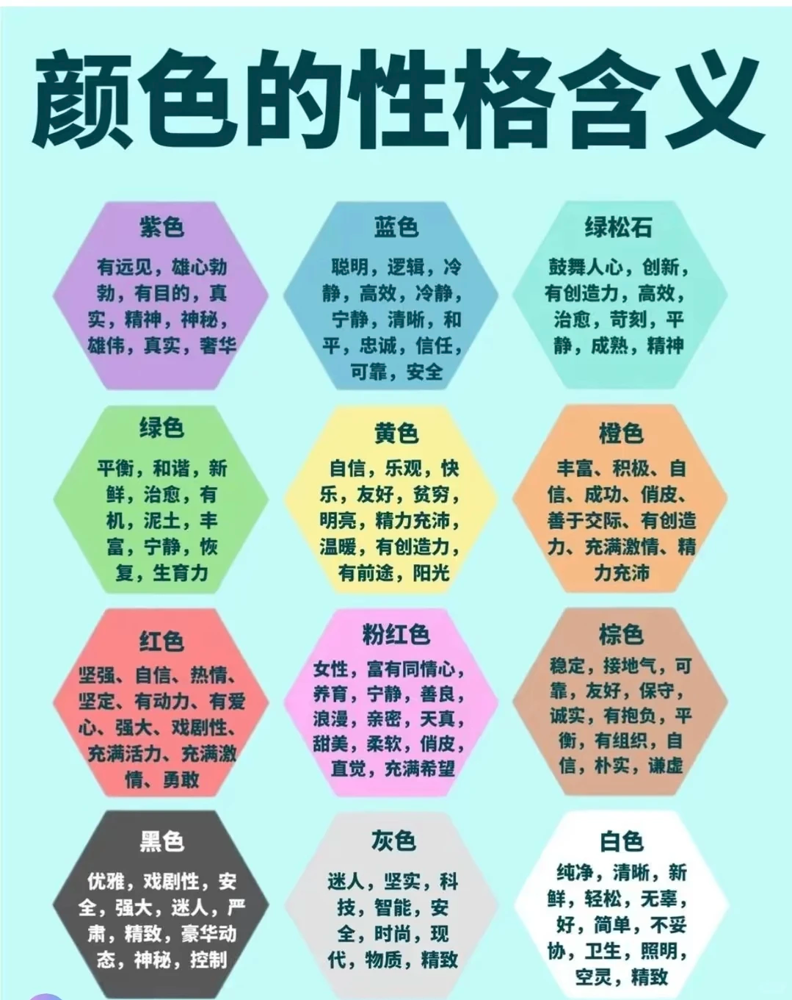 颜色的性格含义
紫色
有远见，雄心勃
勃，有目的，真
实，精神，神秘，
雄伟，真实，奢华
蓝色
聪明，逻辑，冷
静，高效，冷静，
宁静，清晰，和
平，忠诚，信任，
可靠，安全
绿松石
鼓舞人心，创新，
有创造力，高效，
治愈，苛刻，平
静，成熟，精神
绿色
平衡，和谐，新
鲜，治愈，有
机，泥土，丰
富，宁静，恢
复，生育力
黄色
自信，乐观，快
乐，友好，贫穷，
明亮，精力充沛，
温暖，有创造力，
有前途，阳光
橙色
丰富、积极、自
信、成功、俏皮、
善于交际、有创造
力、充满激情、精
力充沛
红色
坚强、自信、热情、
坚定、有动力、有爱
心、强大、戏剧性、
充满活力、充满激
情、勇敢
粉红色
女性，富有同情心，
养育，宁静，善良，
浪漫，亲密，天真，
甜美，柔软，俏皮，
直觉，充满希望
棕色
稳定，接地气，可
靠，友好，保守，
诚实，有抱负，平
衡，有组织，自
信，朴实，谦虚
黑色
优雅，戏剧性，安
全，强大，迷人，严
肃，精致，豪华动
态，神秘，控制
灰色
迷人，坚实，科
技，智能，安
全，时尚，现
代，物质，精致
白色
纯净，清晰，新
鲜，轻松，无辜，
好，简单，不妥
协，卫生，照明，
空灵，精致